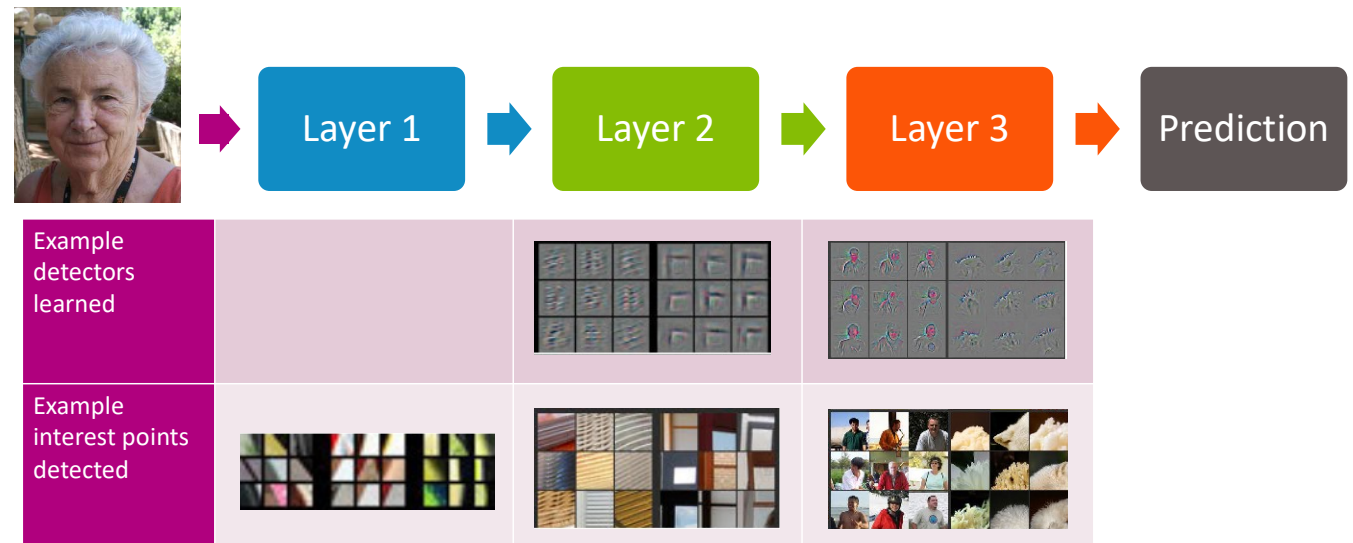 Layer 1
Layer 2
Layer 3
Prediction
Example
detectors
learned
Example
interest points
detected